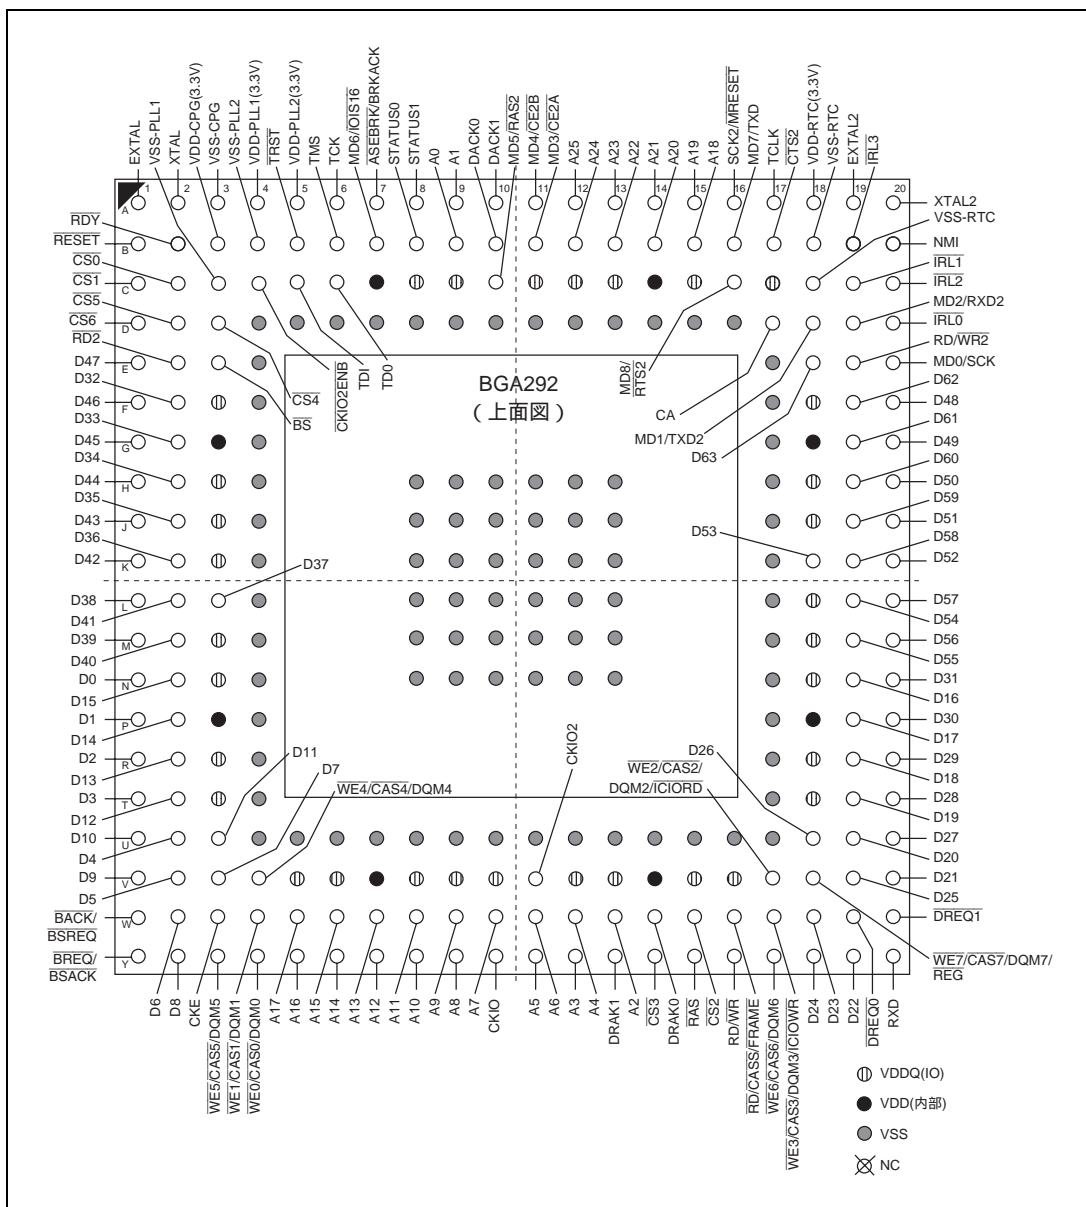 EXTAL
VSS-PLL1
XTAL
VDD-CPG(3.3V)
VSS-CPG
VSS-PLL2
VDD-PLL1(3.3V)
TRST
VDD-PLL2(3.3V)
TMS
TCK
MD6/IOIS16
ASEBRK/BRKACK
STATUS0
STATUS1
A0
A1
DACK0
DACK1
MD5/RAS2
MD4/CE2B
MD3/CE2A
A25
A24
A23
A22
A21
A20
A19
A18
SCK2/MRESET
MD7/TXD
TCLK
CTS2
VDD-RTC(3.3V)
VSS-RTC
EXTAL2
IRL3
1 2 3 4 5 6 7 8 9 10 11 12 13 14 15 16 17 18 19 20
A
B
C
D
E
F
G
H
J
K
L
M
N
P
R
T
U
V
W
Y
RDY
RESET
CS0
CS1
CS5
CS6
RD2
D47
D32
D46
D33
D45
D34
D44
D35
D43
D36
D42
D38
D41
D39
D40
D0
D15
D1
D14
D2
D13
D3
D12
D10
D4
D9
D5
BACK/
BSREQ
BREQ/
BSACK
XTAL2
VSS-RTC
NMI
IRL1
IRL2
MD2/RXD2
IRL0
RD/WR2
MD0/SCK
D62
D48
D61
D49
D60
D50
D59
D51
D58
D52
D57
D54
D56
D55
D31
D16
D30
D17
D29
D18
D28
D19
D27
D20
D21
D25
DREQ1
WE7/CAS7/DQM7/
REG
BGA292
(上面図)
CS4
BS
CKIO2ENB
TDI
TD0
MD8/
RTS2
CA
MD1/TXD2
D63
D53
D37
D11
D7
WE4/CAS4/DQM4
CKIO2
D26
WE2/CAS2/
DQM2/ICIORD
D6
D8
CKE
WE5/CAS5/DQM5
WE1/CAS1/DQM1
WE0/CAS0/DQM0
A17
A16
A15
A14
A13
A12
A11
A10
A9
A8
A7
CKIO
A5
A6
A3
A4
DRAK1
A2
CS3
DRAK0
RAS
CS2
RD/WR
RD/CASS/FRAME
WE6/CAS6/DQM6
WE3/CAS3/DQM3/ICIOWR
D24
D23
D22
DREQ0
RXD
VDDQ(IO)
VDD(内部)
VSS
NC